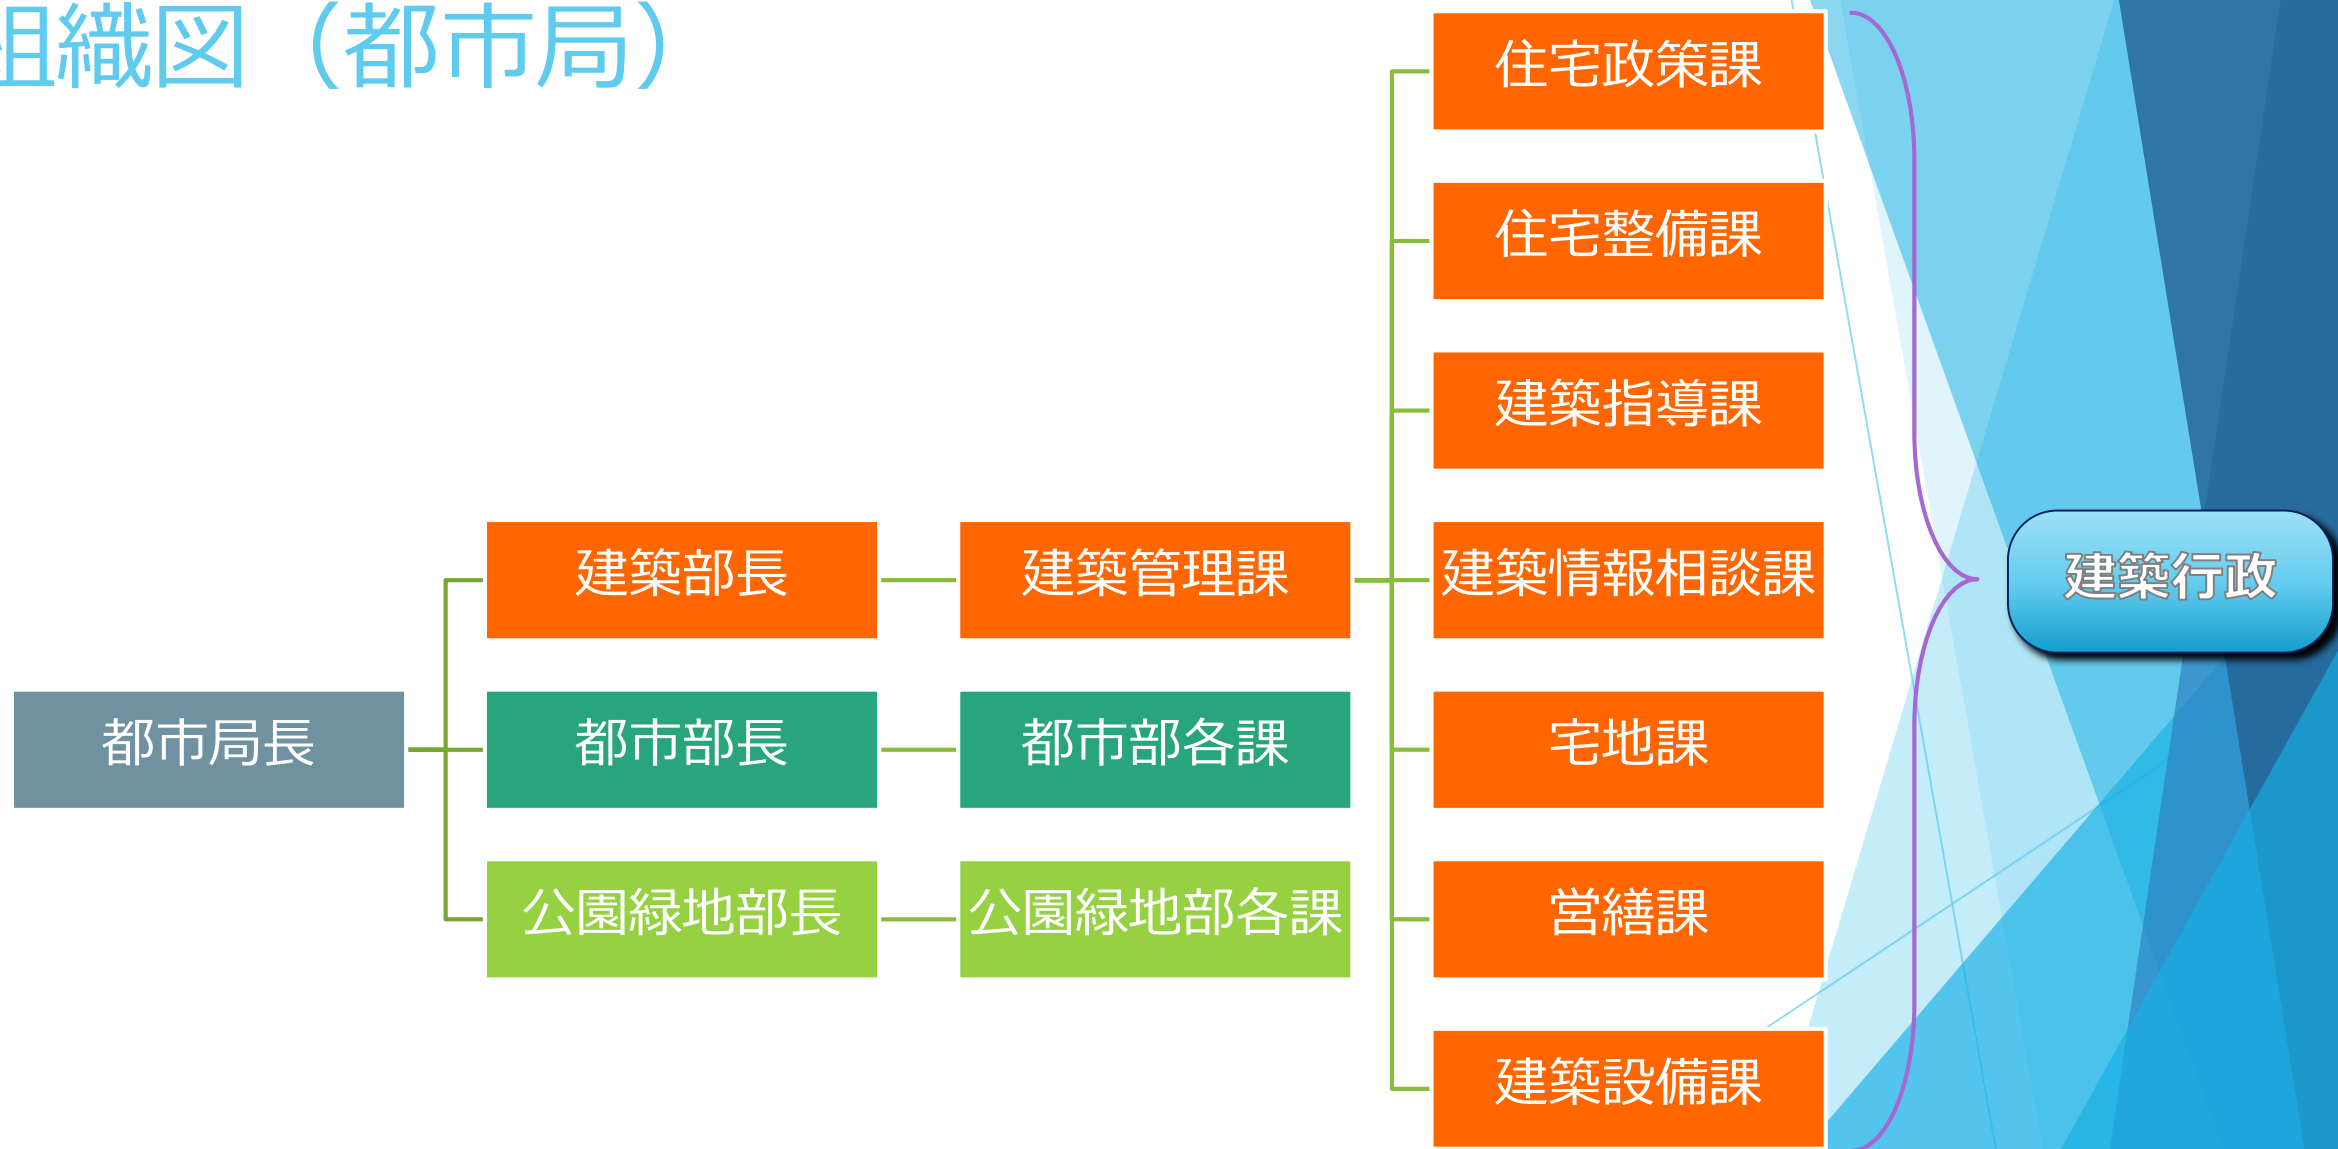 組織図（都市局）
住宅政策課
住宅整備課
建築指導課
建築部長
建築管理課
建築情報相談課
建築行政
都市局長
都市部長
都市部各課
宅地課
公園緑地部長
公園緑地部各課
営繕課
建築設備課